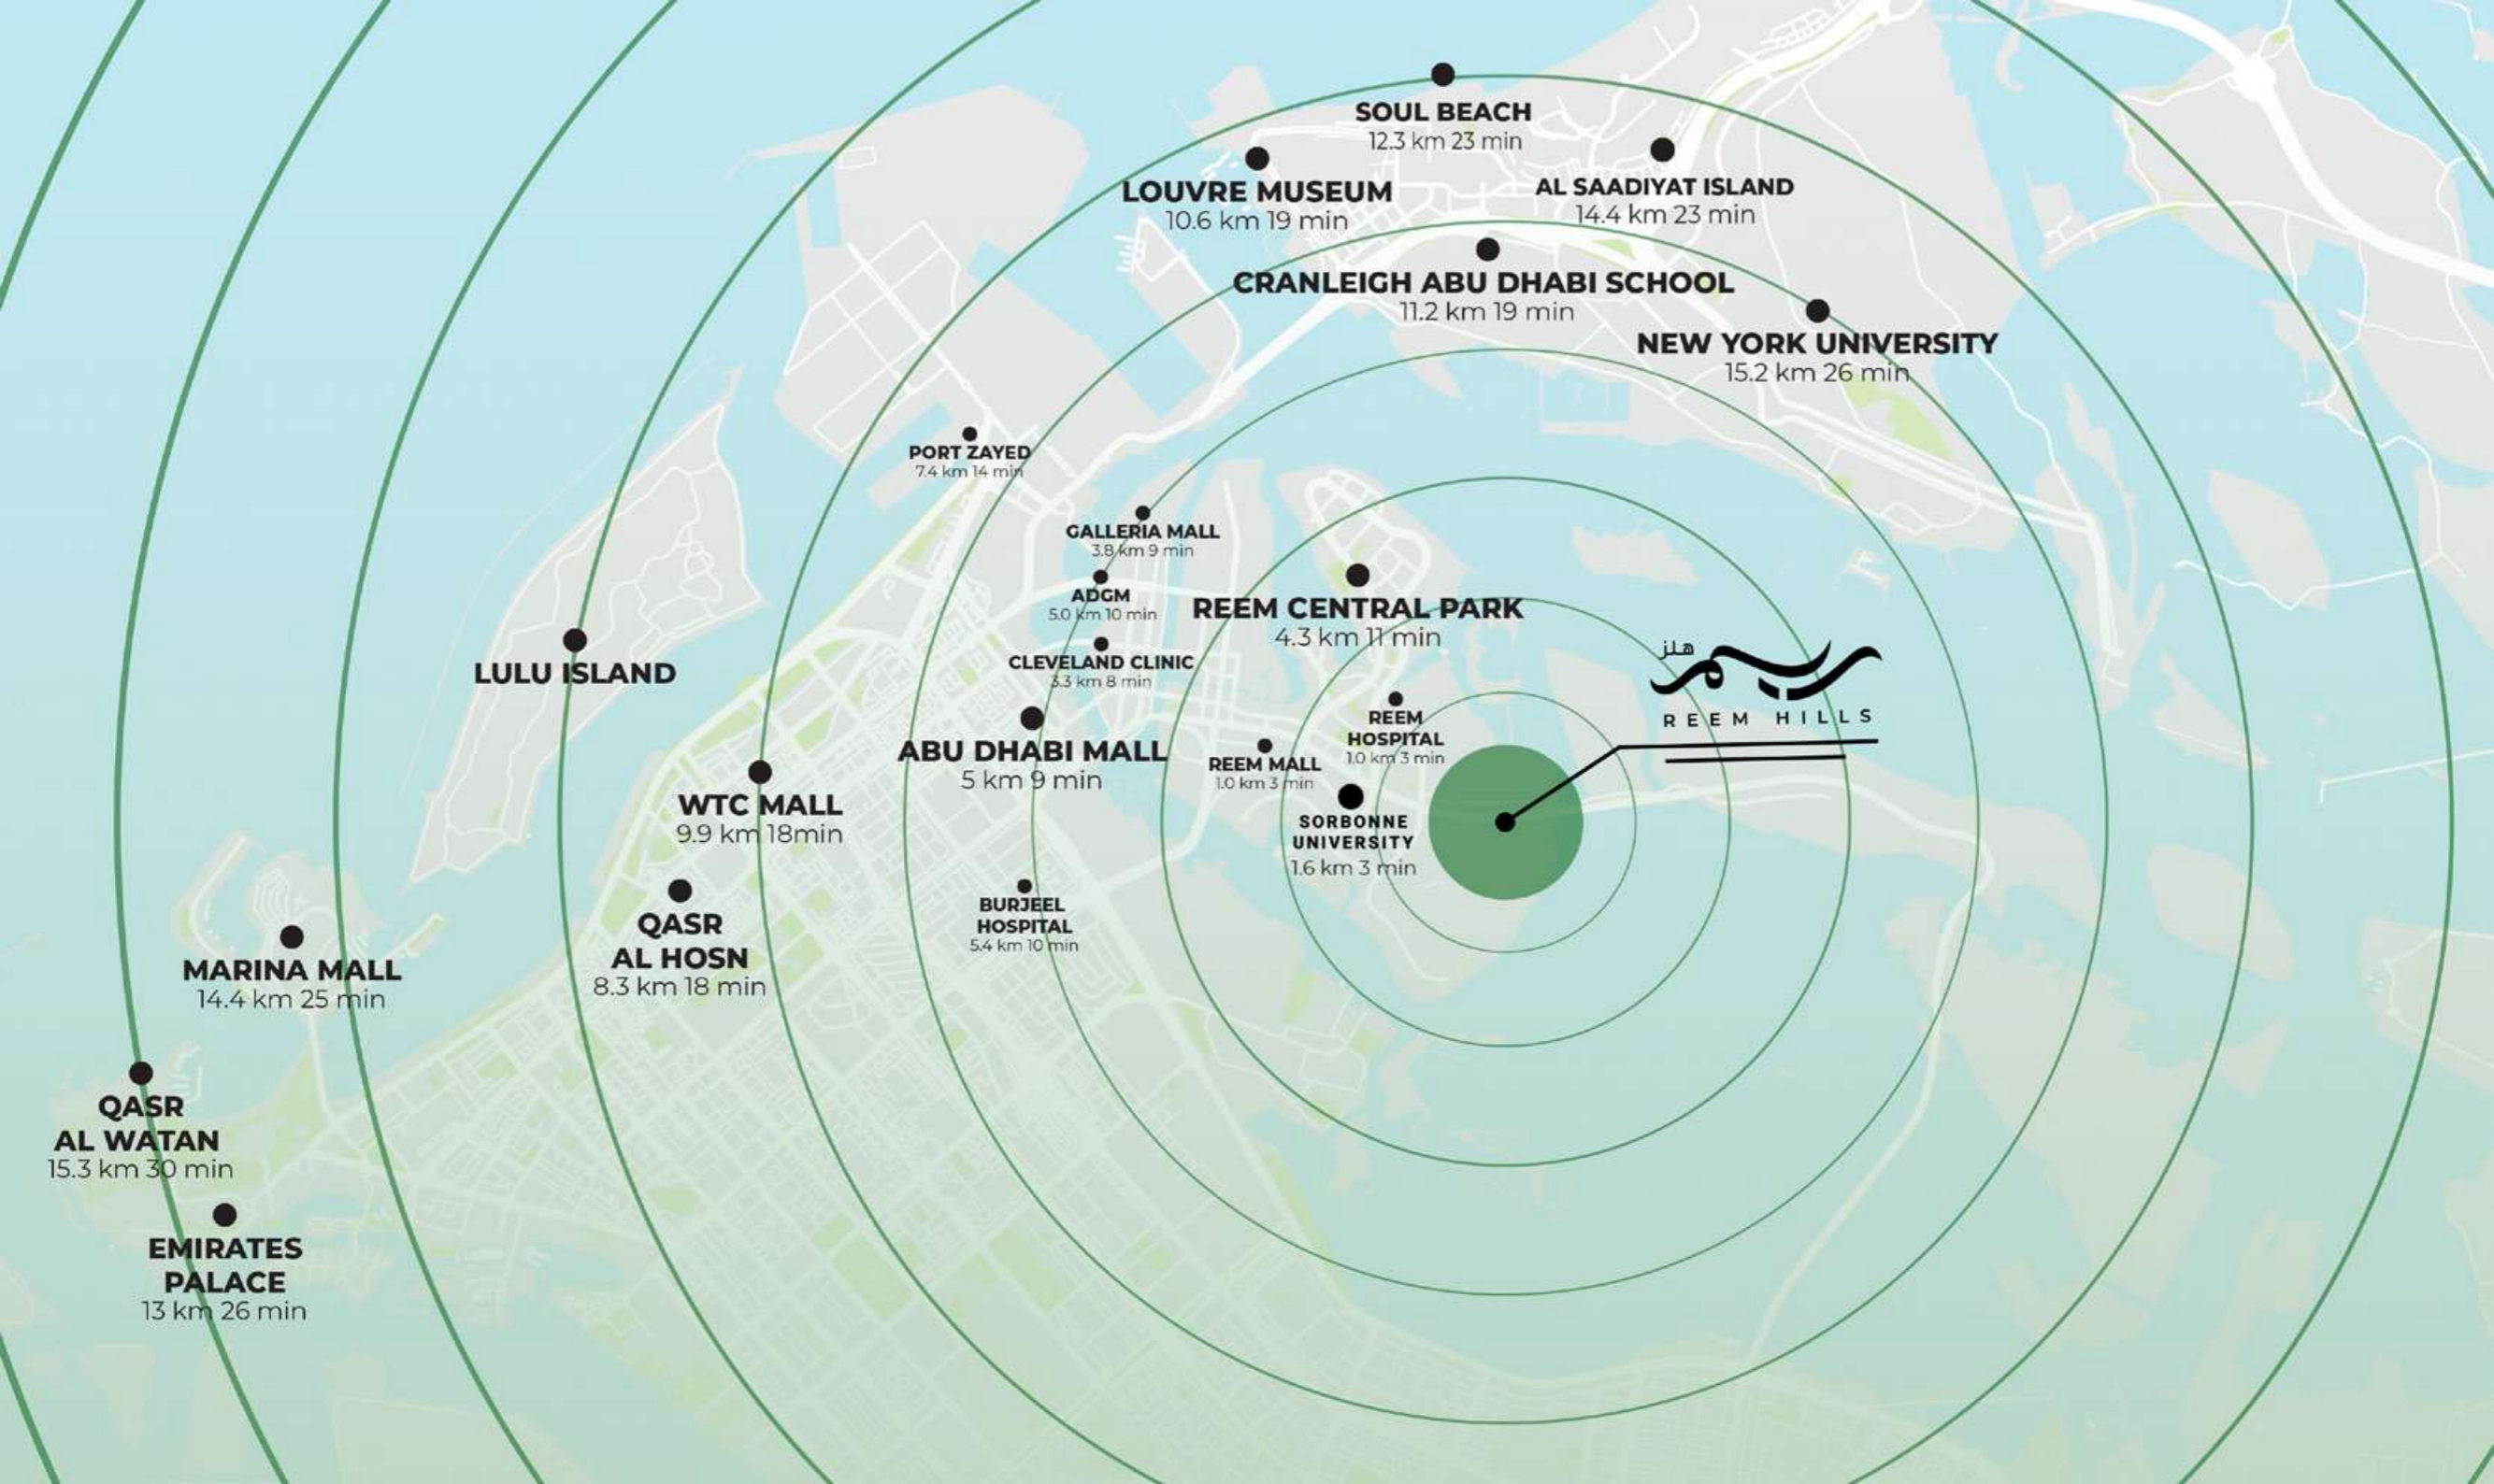 SOUL BEACH
12.3 km 23 min
LOUVRE MUSEUM
10.6 km 19 min
AL SAADIYAT ISLAND
14.4 km 23 min
CRANLEIGH ABU DHABI SCHOOL
11.2 km 19 min
NEW YORK UNIVERSITY
15.2 km 26 min
PORT ZAYED
7.4 km 14 min
GALLERIA MALL
3.8 km 9 min
ADGM
5.0 km 10 min
REEM CENTRAL PARK
4.3 km 11 min
CLEVELAND CLINIC
3.3 km 8 min
LULU ISLAND
ريم هلز
REEM HILLS
REEM
HOSPITAL
1.0 km 3 min
ABU DHABI MALL
5 km 9 min
REEM MALL
1.0 km 3 min
WTC MALL
9.9 km 18min
SORBONNE
UNIVERSITY
1.6 km 3 min
QASR
AL HOSN
8.3 km 18 min
BURJEEL
HOSPITAL
5.4 km 10 min
MARINA MALL
14.4 km 25 min
QASR
AL WATAN
15.3 km 30 min
EMIRATES
PALACE
13 km 26 min